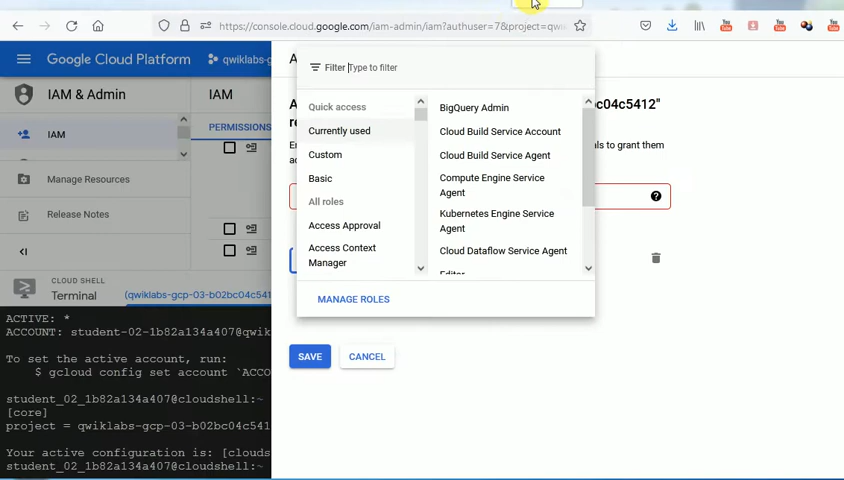 https://console.cloud.google.com/iam-admin/iam?authuser=7&project=qwi
Google Cloud Platform
qwiklabs-g
IAM & Admin
IAM
PERMISSIONS
IAM
Manage Resources
Release Notes
Filter Type to filter
Quick access
Currently used
Custom
Basic
All roles
Access Approval
Access Context
Manager
BigQuery Admin
Cloud Build Service Account
Cloud Build Service Agent
Compute Engine Service
Agent
Kubernetes Engine Service
Agent
Cloud Dataflow Service Agent
Editor
MANAGE ROLES
bc04c5412"
als to grant them
SAVE
CANCEL
CLOUD SHELL
Terminal
(qwiklabs-gcp-03-b02bc04c541
ACTIVE: *
ACCOUNT: student-02-1b82a134a407@qwik
To set the active account, run:
$ gcloud config set account `ACCO
student_02_1b82a134a407@cloudshell:~
[core]
project = qwiklabs-gcp-03-b02bc04c541
Your active configuration is: [clouds
student_02_1b82a134a407@cloudshell:~